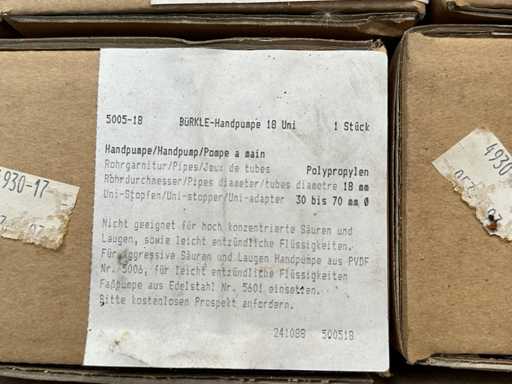 5005-18 BÜRKLE-Handpumpe 18 Uni 1 Stück
Handpumpe/Handpump/Pompe a main
Rohrgarnitur/Pipes/Jeux de tubes Polypropylen
Rohrdurchmesser/Pipes diameter/tubes diametre 18 mm
Uni-Stopfen/Uni-stopper/Uni-adapter 30 bis 70 mm Ø
Nicht geeignet für hoch konzentrierte Säuren und
Laugen, sowie leicht entzündliche Flüssigkeiten.
Für aggressive Säuren und Laugen Handpumpe aus PVDF
Nr. 5006, für leicht entzündliche Flüssigkeiten
Faßpumpe aus Edelstahl Nr. 5601 einsetzen.
Bitte kostenlosen Prospekt anfordern.
241088 500518
930-17
4930